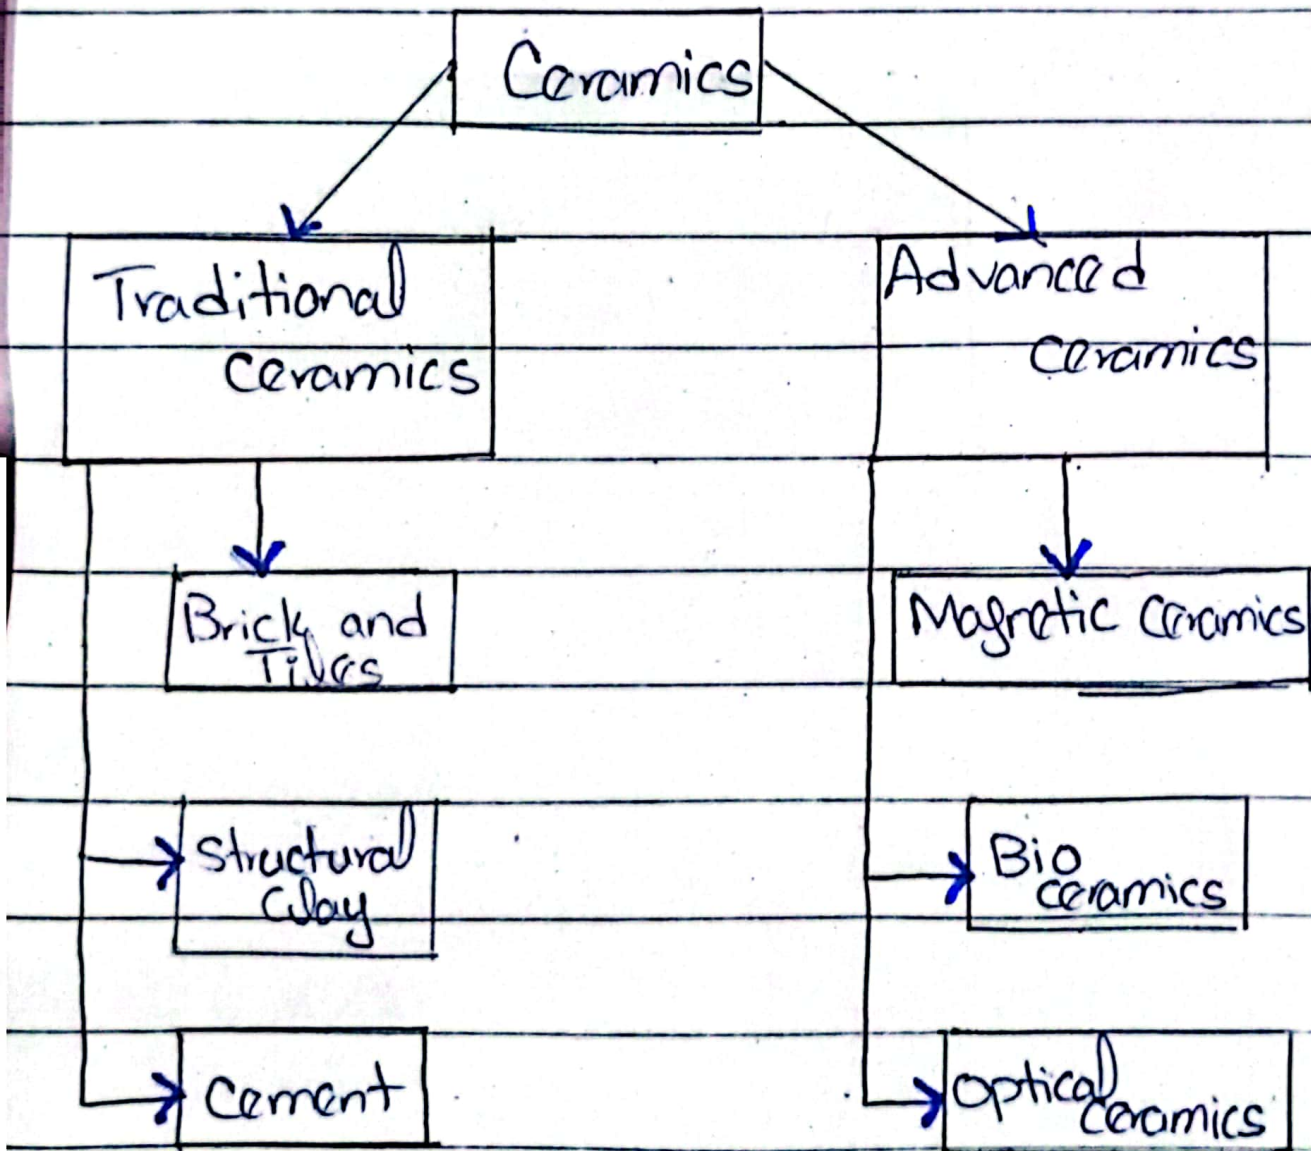 Ceramics
Traditional
ceramics
Advanced
ceramics
Brick and
Tiles
Magnetic Ceramics
Structural
Clay
Bio
ceramics
Cement
Optical
ceramics